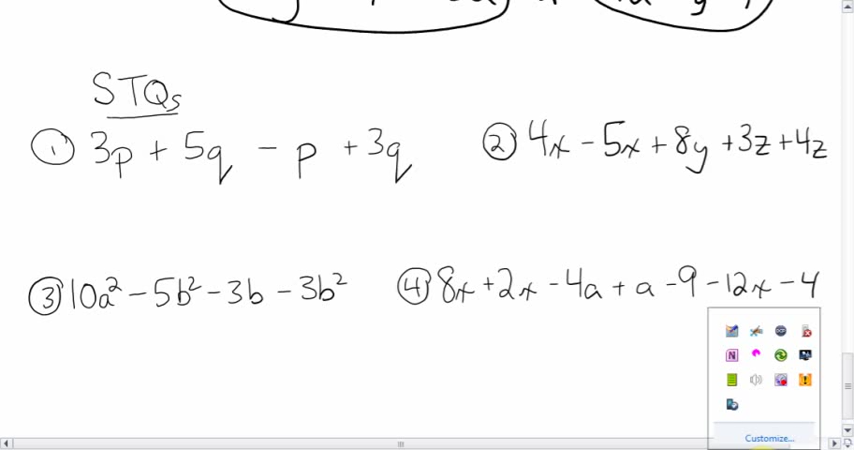 STQs
① 3p + 5q - p + 3q
② 4x - 5x + 8y + 3z + 4z
③ 10a² - 5b² - 3b - 3b²
④ 8x + 2x - 4a + a - 9 - 12x - 4
Customize...